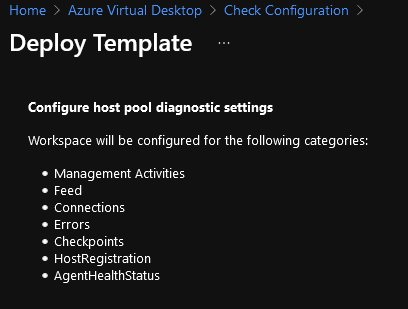 Home > Azure Virtual Desktop > Check Configuration >
Deploy Template ...
Configure host pool diagnostic settings
Workspace will be configured for the following categories:
• Management Activities
• Feed
• Connections
• Errors
• Checkpoints
• HostRegistration
• AgentHealthStatus